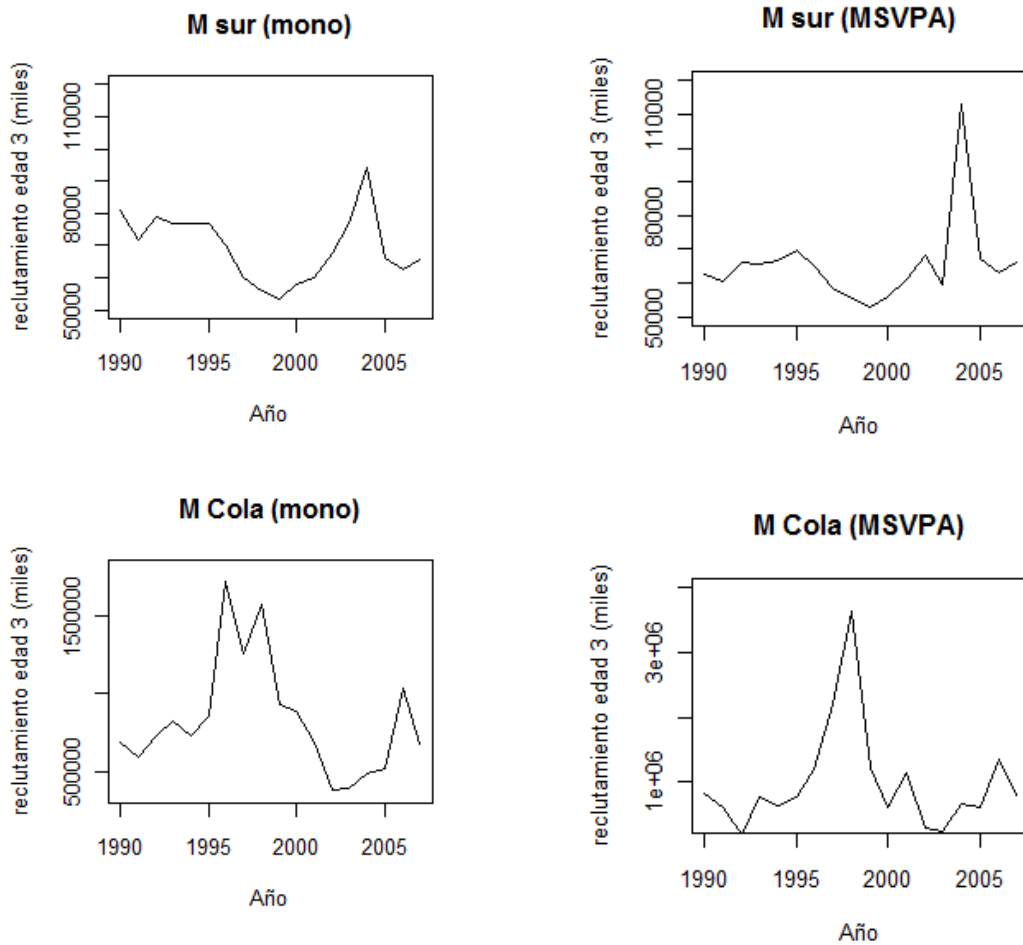 M sur (mono)
reclutamiento edad 3 (miles)
110000
80000
50000
1990
1995
2000
2005
Año
M sur (MSVPA)
reclutamiento edad 3 (miles)
110000
80000
50000
1990
1995
2000
2005
Año
M Cola (mono)
reclutamiento edad 3 (miles)
1500000
500000
1990
1995
2000
2005
Año
M Cola (MSVPA)
reclutamiento edad 3 (miles)
3e+06
1e+06
1990
1995
2000
2005
Año